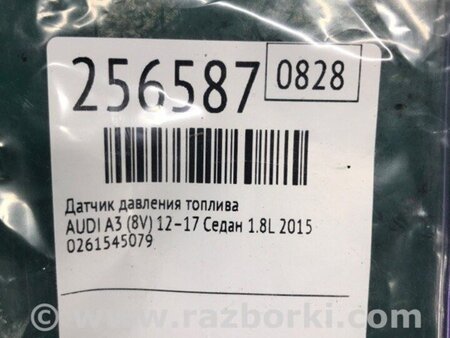 256587 0828
Датчик давления топлива
AUDI A3 (8V) 12-17 Седан 1.8L 2015
0261545079
© www.razborki.com